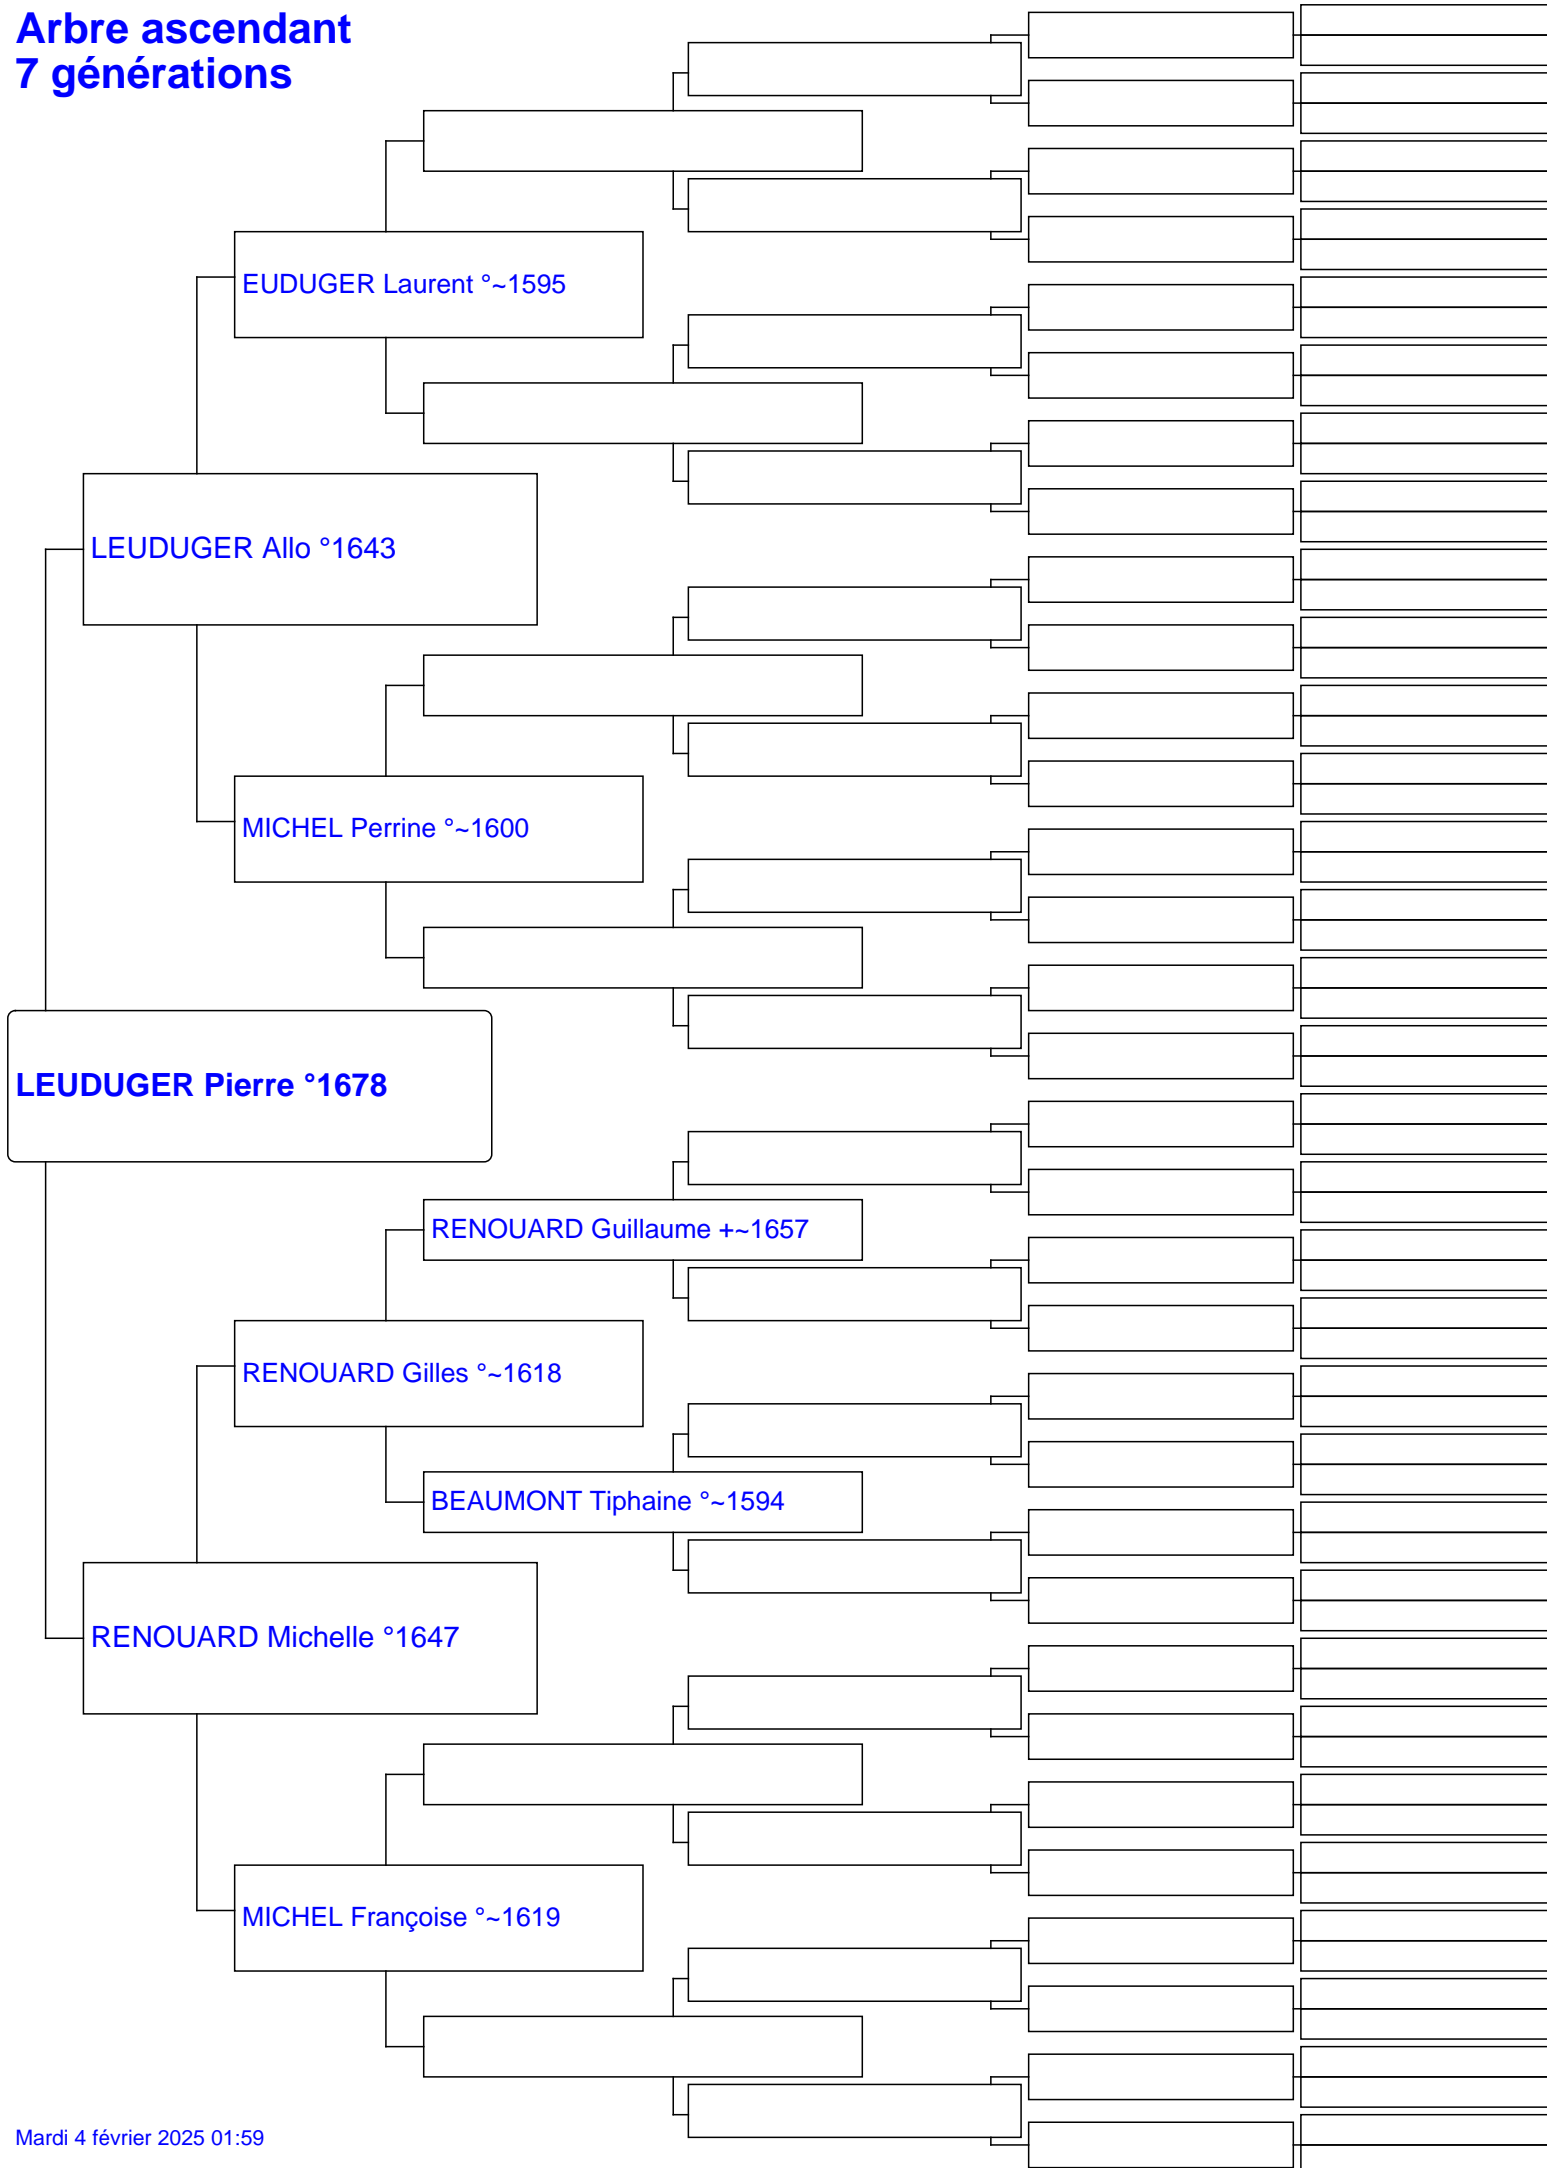 Arbre ascendant
7 générations
EUDUGER Laurent °~1595
LEUDUGER Allo °1643
MICHEL Perrine °~1600
LEUDUGER Pierre °1678
RENOUARD Guillaume +~1657
RENOUARD Gilles °~1618
BEAUMONT Tiphaine °~1594
RENOUARD Michelle °1647
MICHEL Françoise °~1619
Mardi 4 février 2025 01:59